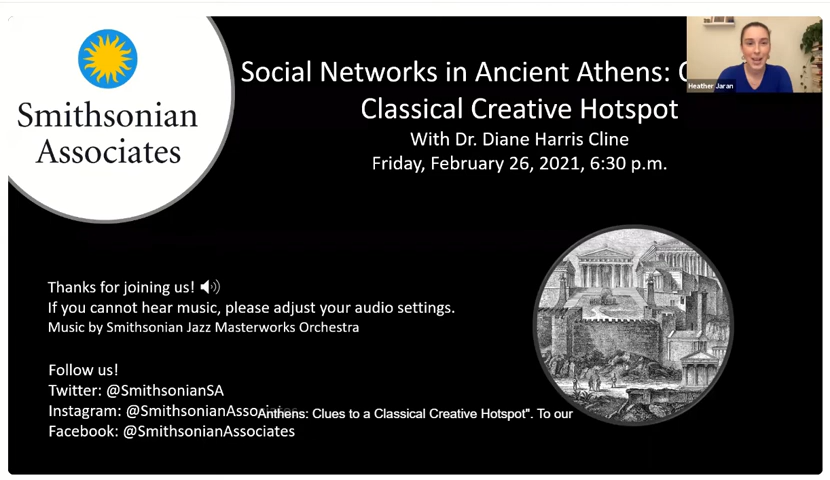 Smithsonian
Associates
Social Networks in Ancient Athens: C
Classical Creative Hotspot
With Dr. Diane Harris Cline
Friday, February 26, 2021, 6:30 p.m.
Heather Jaran
Thanks for joining us!
If you cannot hear music, please adjust your audio settings.
Music by Smithsonian Jazz Masterworks Orchestra
Follow us!
Twitter: @SmithsonianSA
Instagram: @SmithsonianAssociates
Anthens: Clues to a Classical Creative Hotspot". To our
Facebook: @SmithsonianAssociates